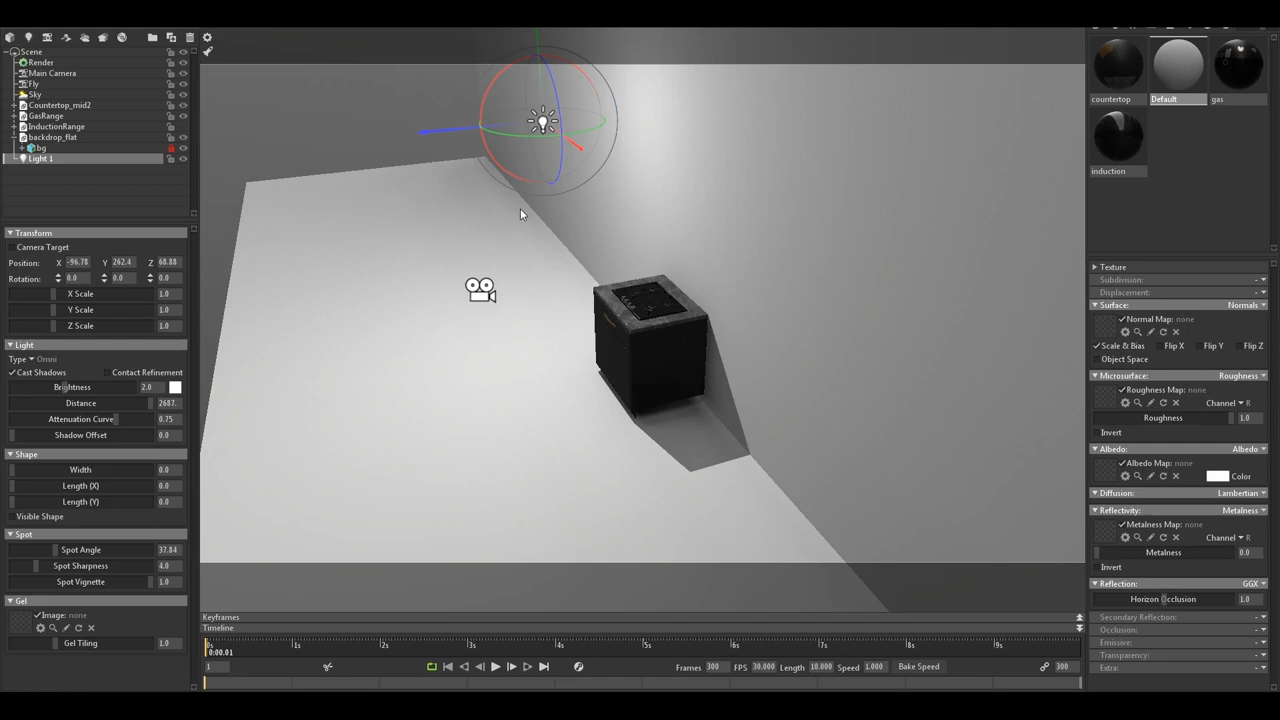 Scene
Render
Main Camera
Fly
Sky
Countertop_mid2
GasRange
InductionRange
backdrop_flat
bg
Light 1
Transform
Camera Target
Position: X -96.78 Y 262.4 Z 68.88
Rotation: 0.0 0.0 0.0
X Scale 1.0
Y Scale 1.0
Z Scale 1.0
Light
Type Omni
Cast Shadows Contact Refinement
Brightness 2.0
Distance 2687.
Attenuation Curve 0.75
Shadow Offset 0.0
Shape
Width 0.0
Length (X) 0.0
Length (Y) 0.0
Visible Shape
Spot
Spot Angle 37.84
Spot Sharpness 4.0
Spot Vignette 1.0
Gel
Image: none
Gel Tiling 1.0
Keyframes
Timeline
0s 1s 2s 3s 4s 5s 6s 7s 8s 9s
0:00.01
1 Frames 300 FPS 30.000 Length 10.000 Speed 1.000 Bake Speed 300
countertop Default gas
induction
Texture
Subdivision: -
Displacement: -
Surface: Normals
Normal Map: none
Scale & Bias Flip X Flip Y Flip Z
Object Space
Microsurface: Roughness
Roughness Map: none
Channel R
Roughness 1.0
Invert
Albedo: Albedo
Albedo Map: none
Color
Diffusion: Lambertian
Reflectivity: Metalness
Metalness Map: none
Channel R
Metalness 0.0
Invert
Reflection: GGX
Horizon Occlusion 1.0
Secondary Reflection: -
Occlusion: -
Emissive: -
Transparency: -
Extra: -